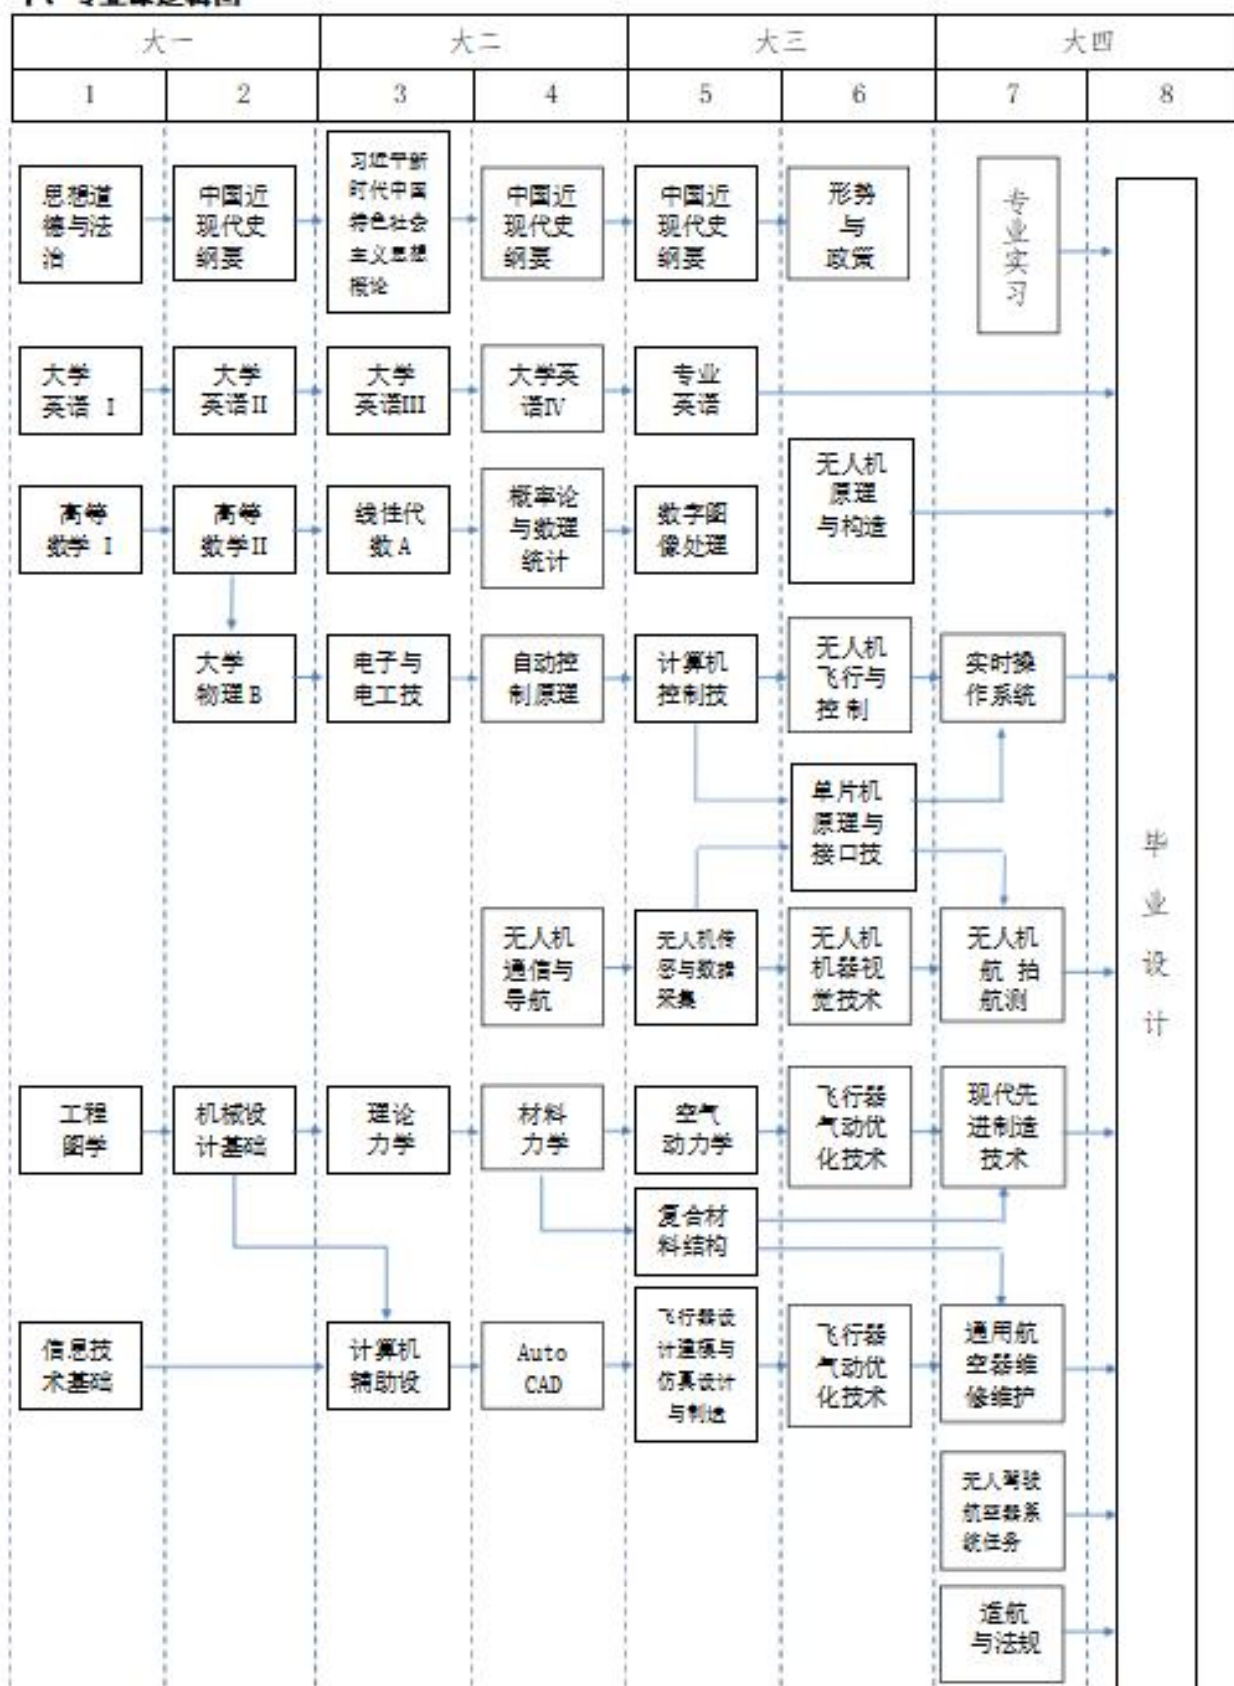 大一
大二
大三
大四
1
2
3
4
5
6
7
8
思想道
德与法
治
中国近
现代史
纲要
习近平新
时代中国
特色社会
主义思想
概论
中国近
现代史
纲要
中国近
现代史
纲要
形势
与
政策
专
业
实
习
大学
英语 I
大学
英语II
大学
英语III
大学英
语IV
专业
英语
高等
数学 I
高等
数学II
线性代
数A
概率论
与数理
统计
数字图
像处理
无人机
原理
与构造
大学
物理B
电子与
电工技
自动控
制原理
计算机
控制技
无人机
飞行与
控 制
实时操
作系统
单片机
原理与
接口技
无人机
通信与
导航
无人机传
感与数据
采集
无人机
机器视
觉技术
无人机
航 拍
航测
工程
图学
机械设
计基础
理论
力学
材料
力学
空气
动力学
飞行器
气动优
化技术
现代先
进制造
技术
复合材
料结构
信息技
术基础
计算机
辅助设
Auto
CAD
飞行器设
计建模与
仿真设计
与制造
飞行器
气动优
化技术
通用航
空器维
修维护
无人驾驶
航空器系
统任务
适航
与法规
毕
业
设
计